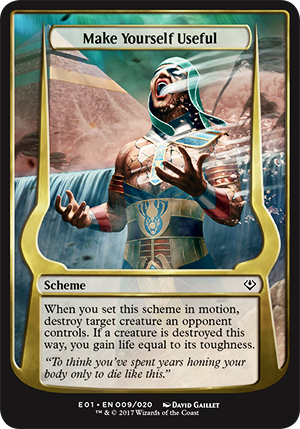 Make Yourself Useful
Scheme
When you set this scheme in motion,
destroy target creature an opponent
controls. If a creature is destroyed this
way, you gain life equal to its toughness.
“To think you’ve spent years honing your
body only to die like this.”
E01 • EN 009/020 David Gaillet
™ & © 2017 Wizards of the Coast